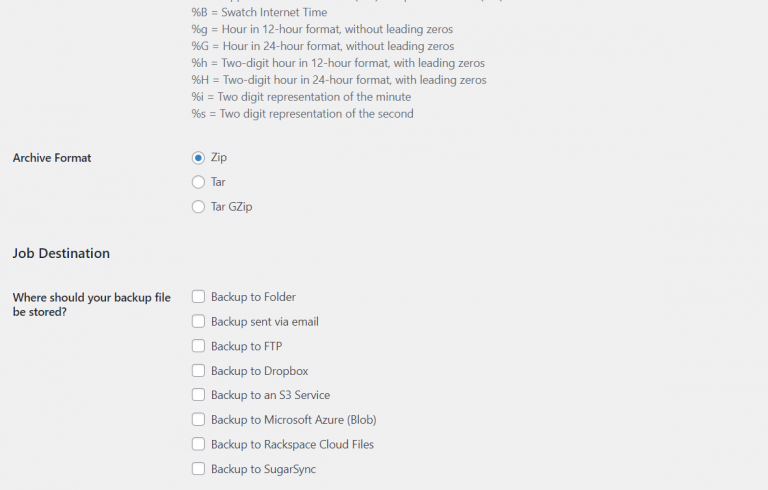 %B = Swatch Internet Time
%g = Hour in 12-hour format, without leading zeros
%G = Hour in 24-hour format, without leading zeros
%h = Two-digit hour in 12-hour format, with leading zeros
%H = Two-digit hour in 24-hour format, with leading zeros
%i = Two digit representation of the minute
%s = Two digit representation of the second
Archive Format
Zip
Tar
Tar GZip
Job Destination
Where should your backup file
be stored?
Backup to Folder
Backup sent via email
Backup to FTP
Backup to Dropbox
Backup to an S3 Service
Backup to Microsoft Azure (Blob)
Backup to Rackspace Cloud Files
Backup to SugarSync